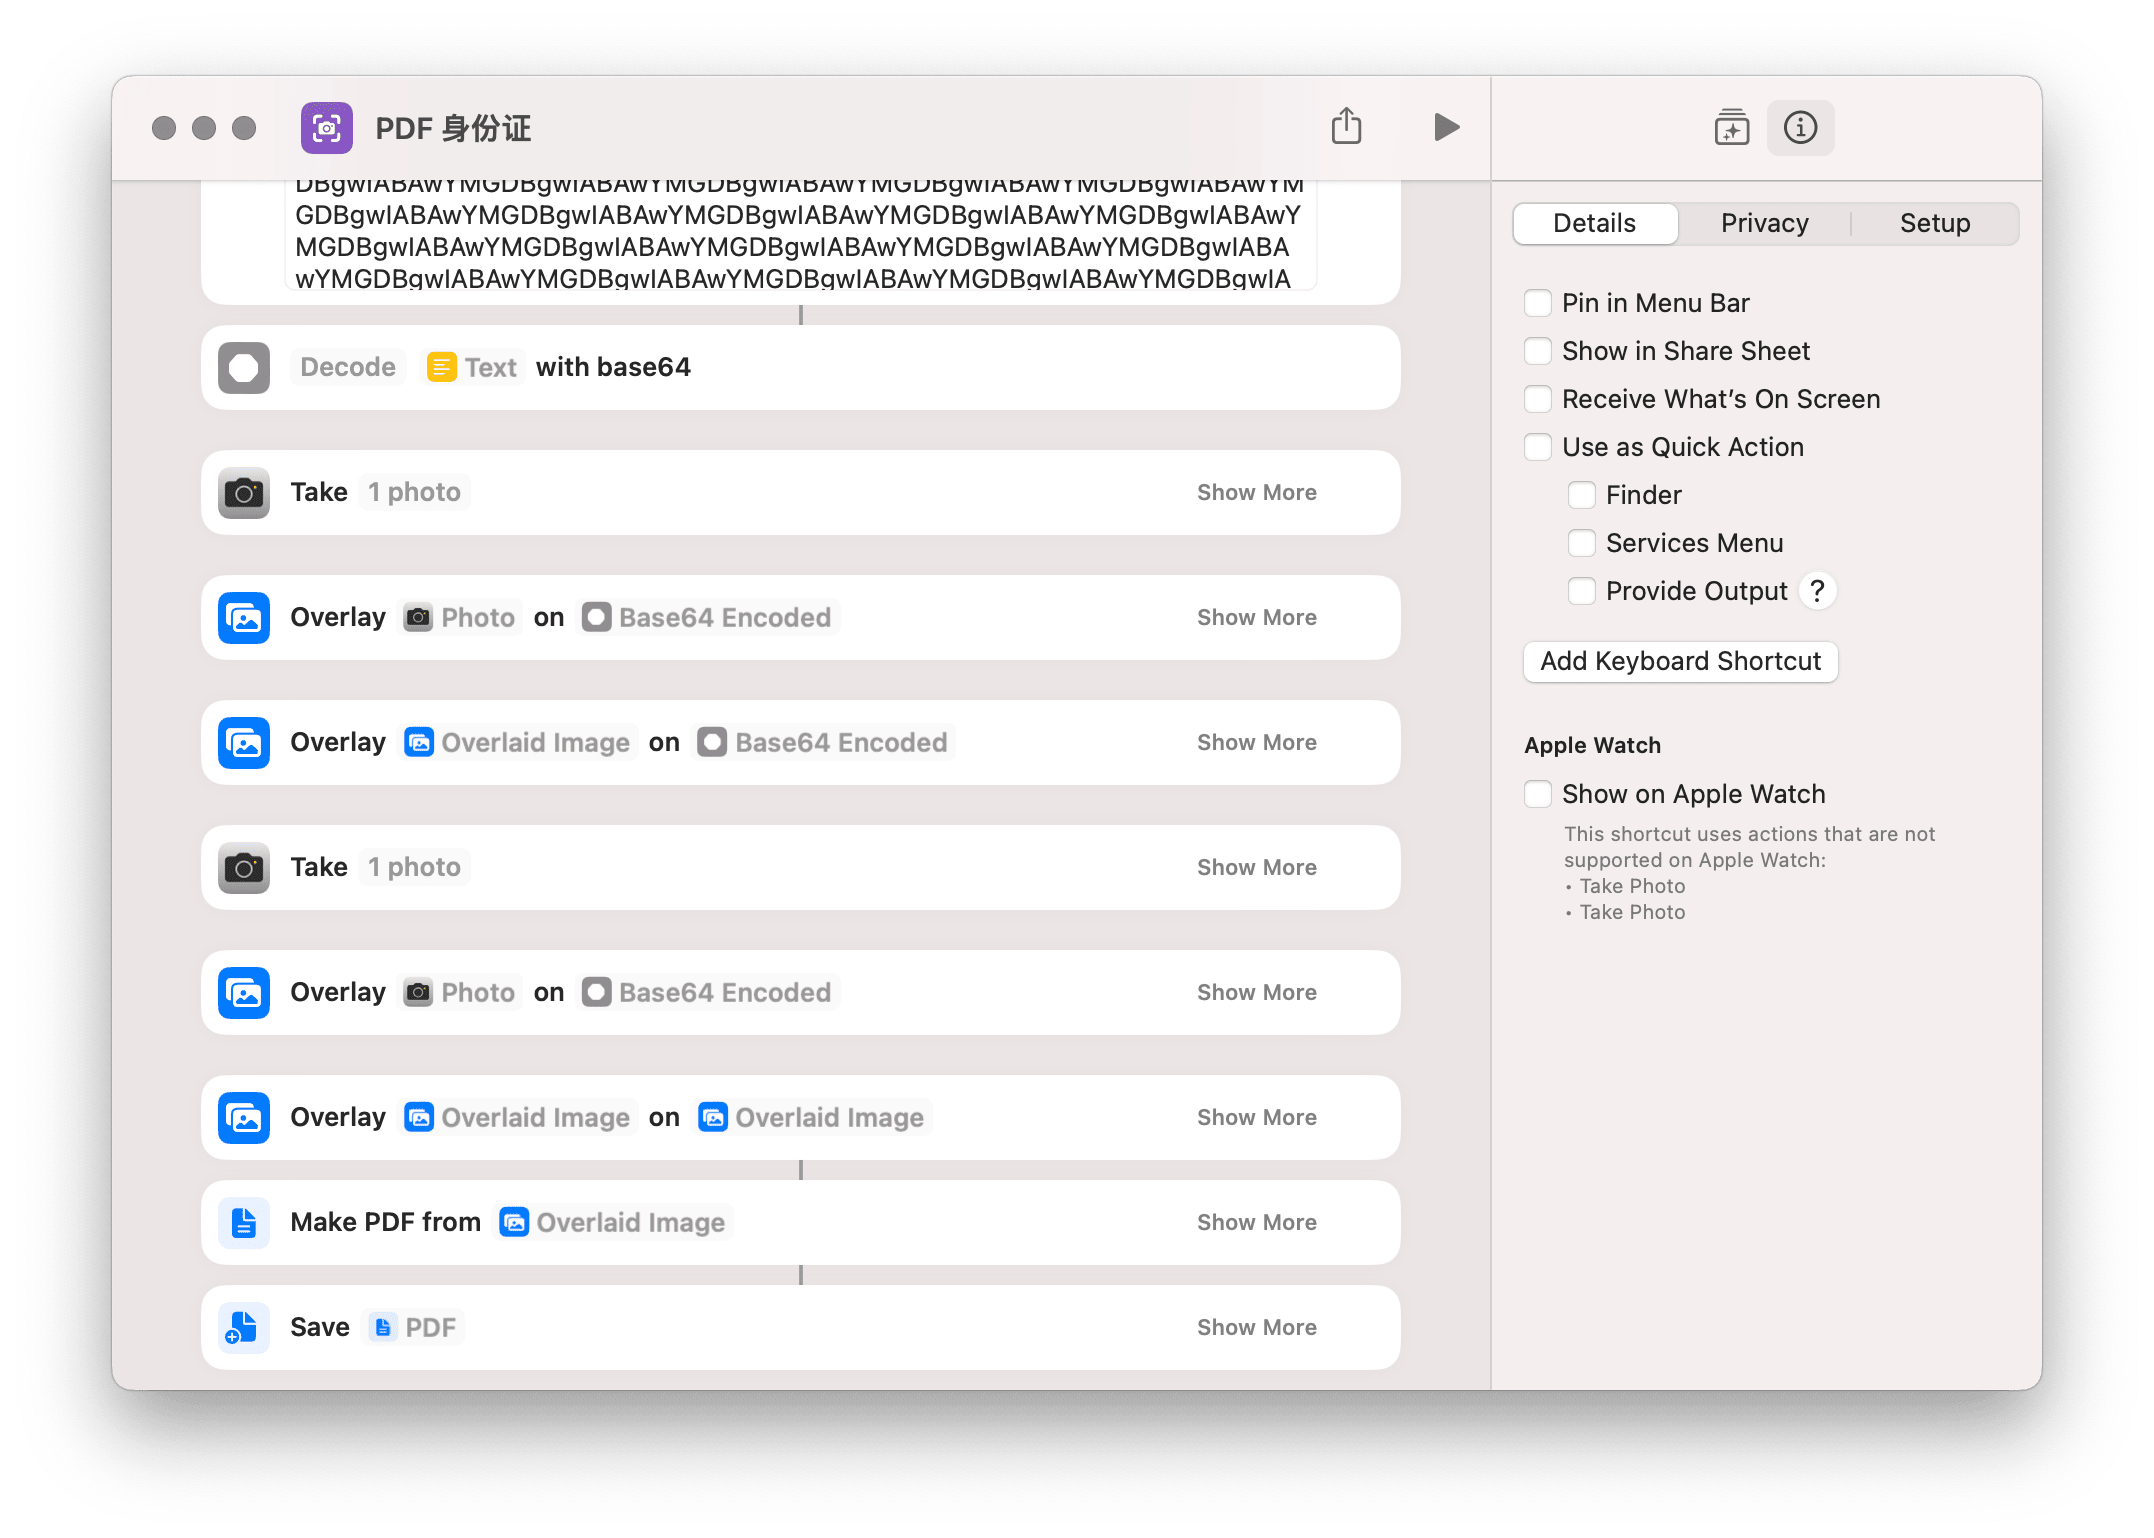 PDF 身份证
DBgwIABAwYMGDBgwIABAwYMGDBgwIABAwYMGDBgwIABAwYMGDBgwIABAwYM
GDBgwIABAwYMGDBgwIABAwYMGDBgwIABAwYMGDBgwIABAwYMGDBgwIABAwY
MGDBgwIABAwYMGDBgwIABAwYMGDBgwIABAwYMGDBgwIABAwYMGDBgwIABA
wYMGDBgwIABAwYMGDBgwIABAwYMGDBgwIABAwYMGDBgwIABAwYMGDBgwIA
Decode Text with base64
Take 1 photo Show More
Overlay Photo on Base64 Encoded Show More
Overlay Overlaid Image on Base64 Encoded Show More
Take 1 photo Show More
Overlay Photo on Base64 Encoded Show More
Overlay Overlaid Image on Overlaid Image Show More
Make PDF from Overlaid Image Show More
Save PDF Show More
Details Privacy Setup
Pin in Menu Bar
Show in Share Sheet
Receive What's On Screen
Use as Quick Action
Finder
Services Menu
Provide Output ?
Add Keyboard Shortcut
Apple Watch
Show on Apple Watch
This shortcut uses actions that are not
supported on Apple Watch:
• Take Photo
• Take Photo